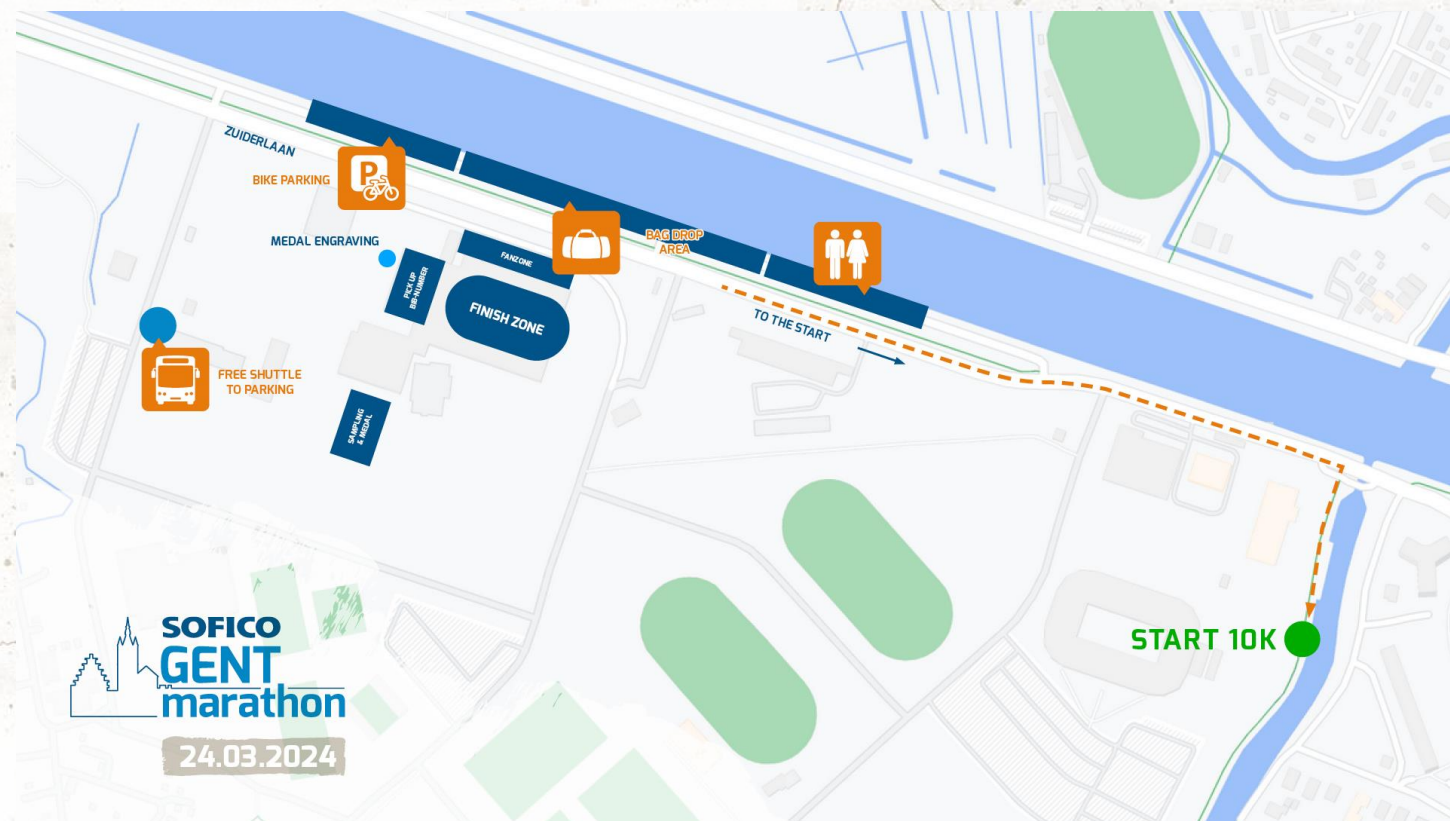 ZUIDERLAAN
BIKE PARKING
P
MEDAL ENGRAVING
PICK UP
BIB-NUMBER
FANZONE
FINISH ZONE
BAG DROP
AREA
TO THE START
FREE SHUTTLE
TO PARKING
SAMPLING
& MEDAL
START 10K
SOFICO
GENT
marathon
24.03.2024